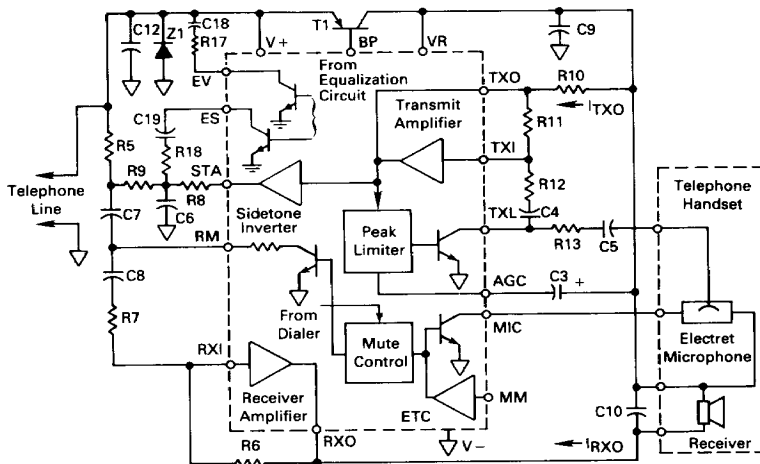 C12
Z1
C18
R17
T1
C9
V+
BP
VR
EV
From
Equalization
Circuit
TXO
R10
iTXO
Transmit
Amplifier
R11
C19
ES
R18
TXI
R5
R9
STA
R8
R12
Telephone
Line
C7
C6
Sidetone
Inverter
TXL
C4
Telephone
Handset
Peak
Limiter
R13
C5
RM
C8
AGC
C3
+
R7
From
Dialer
MIC
Mute
Control
Electret
Microphone
RXI
Receiver
Amplifier
MM
ETC
C10
R6
RXO
V−
iRXO
Receiver